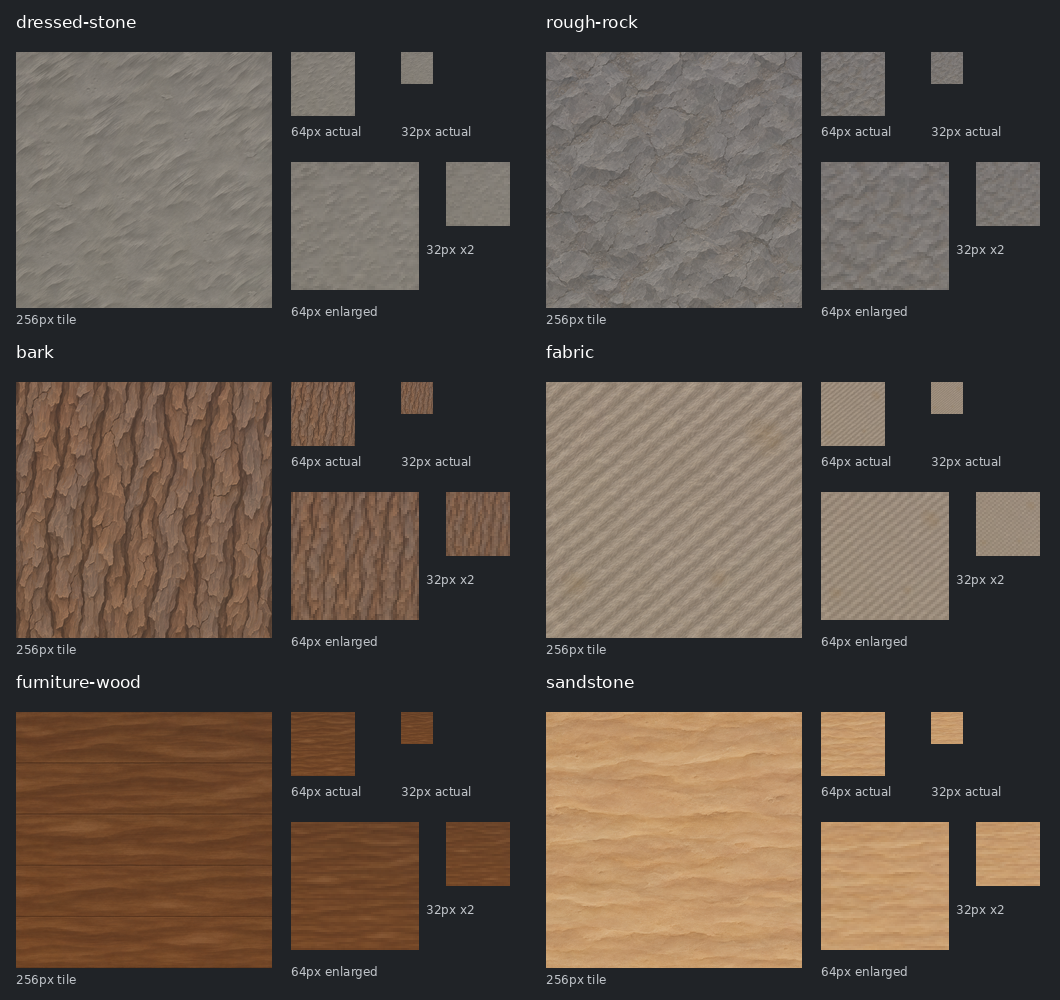 dressed-stone
64px actual
32px actual
32px x2
64px enlarged
256px tile
rough-rock
64px actual
32px actual
32px x2
64px enlarged
256px tile
bark
64px actual
32px actual
32px x2
64px enlarged
256px tile
fabric
64px actual
32px actual
32px x2
64px enlarged
256px tile
furniture-wood
64px actual
32px actual
32px x2
64px enlarged
256px tile
sandstone
64px actual
32px actual
32px x2
64px enlarged
256px tile